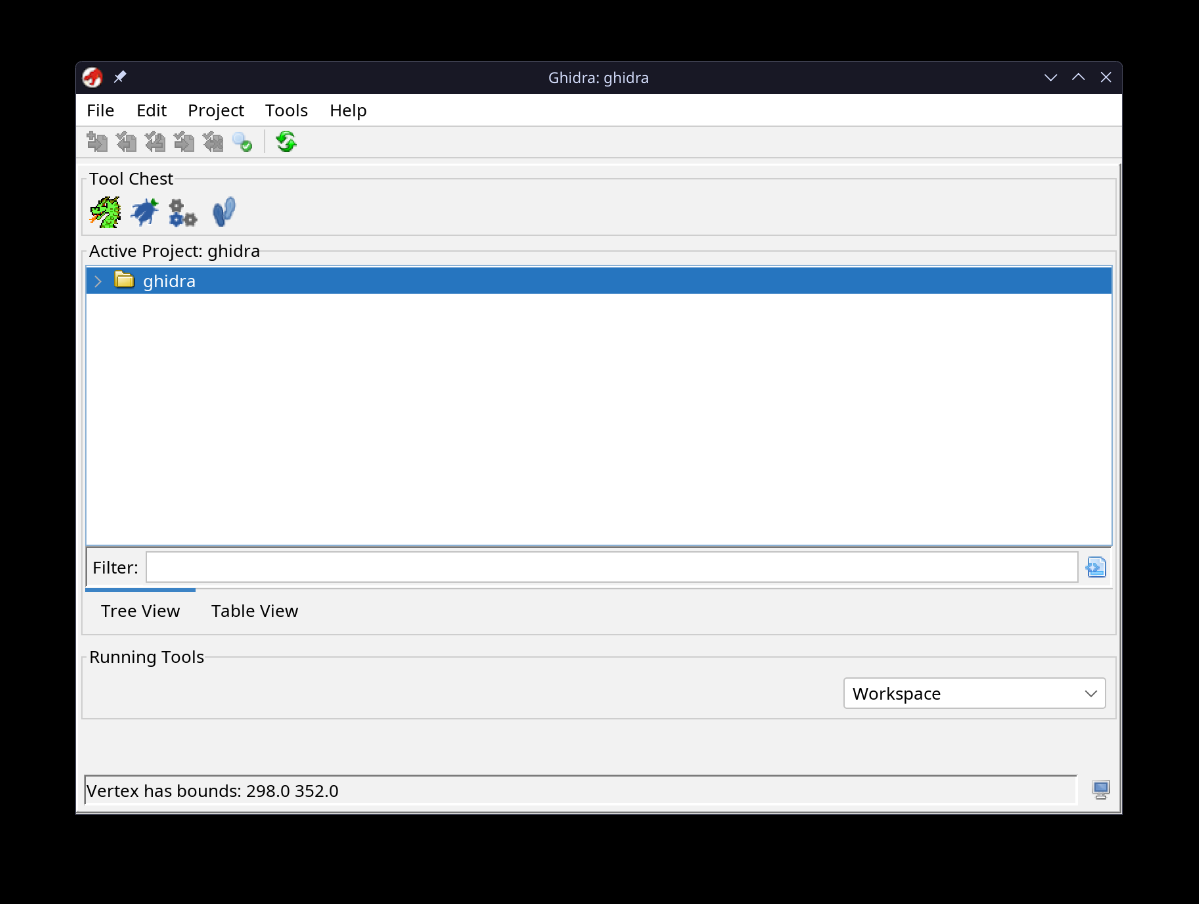 Ghidra: ghidra
File Edit Project Tools Help
Tool Chest
Active Project: ghidra
ghidra
Filter:
Tree View Table View
Running Tools
Workspace
Vertex has bounds: 298.0 352.0